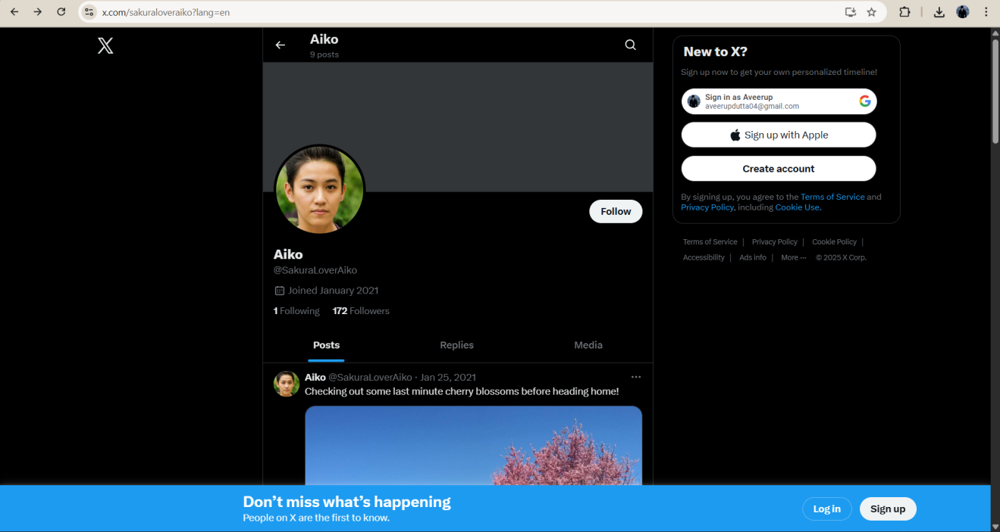 x.com/sakuraloveraiko?lang=en
Aiko
9 posts
Follow
Aiko
@SakuraLoverAiko
Joined January 2021
1 Following 172 Followers
Posts Replies Media
Aiko @SakuraLoverAiko · Jan 25, 2021
Checking out some last minute cherry blossoms before heading home!
New to X?
Sign up now to get your own personalized timeline!
Sign in as Aveerup
aveerupdutta04@gmail.com
Sign up with Apple
Create account
By signing up, you agree to the Terms of Service and
Privacy Policy, including Cookie Use.
Terms of Service | Privacy Policy | Cookie Policy |
Accessibility | Ads info | More ··· © 2025 X Corp.
Don’t miss what’s happening
People on X are the first to know.
Log in Sign up